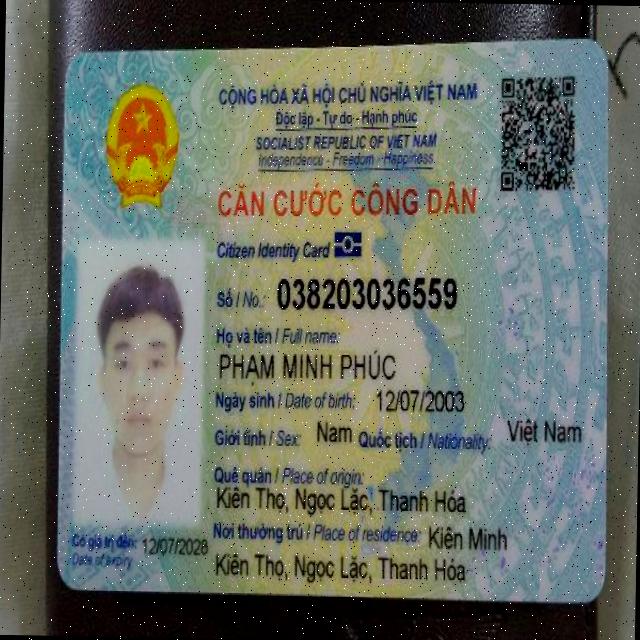 CỘNG HÒA XÃ HỘI CHỦ NGHĨA VIỆT NAM
Độc lập - Tự do - Hạnh phúc
SOCIALIST REPUBLIC OF VIET NAM
Independence - Freedom - Happiness
CĂN CƯỚC CÔNG DÂN
Citizen Identity Card
Số / No.: 038203036559
Họ và tên / Full name:
PHẠM MINH PHÚC
Ngày sinh / Date of birth: 12/07/2003
Giới tính / Sex: Nam Quốc tịch / Nationality: Việt Nam
Quê quán / Place of origin:
Kiên Thọ, Ngọc Lặc, Thanh Hóa
Nơi thường trú / Place of residence: Kiên Minh
Kiên Thọ, Ngọc Lặc, Thanh Hóa
Có giá trị đến: 12/07/2028
Date of expiry